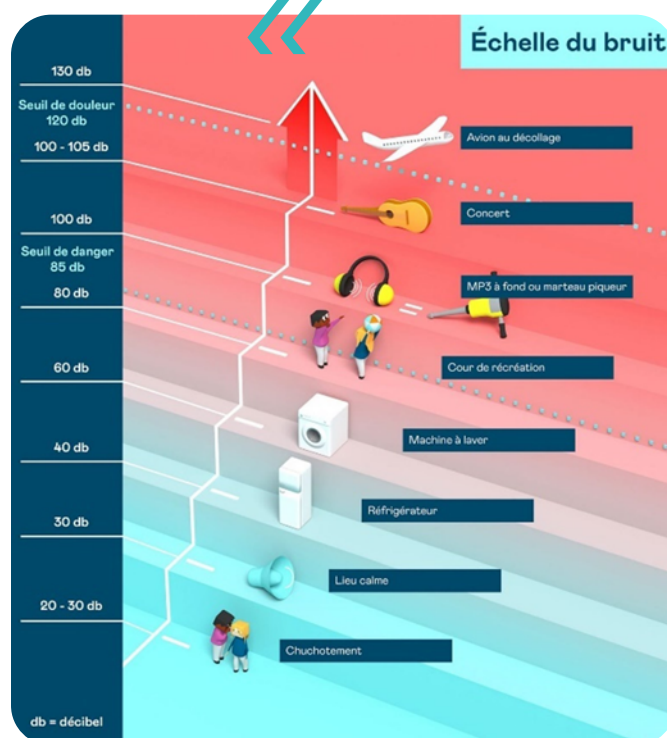 Échelle du bruit
130 db
Seuil de douleur
120 db
100 - 105 db
100 db
Seuil de danger
85 db
80 db
60 db
40 db
30 db
20 - 30 db
db = décibel
Avion au décollage
Concert
MP3 à fond ou marteau piqueur
Cour de récréation
Machine à laver
Réfrigérateur
Lieu calme
Chuchotement